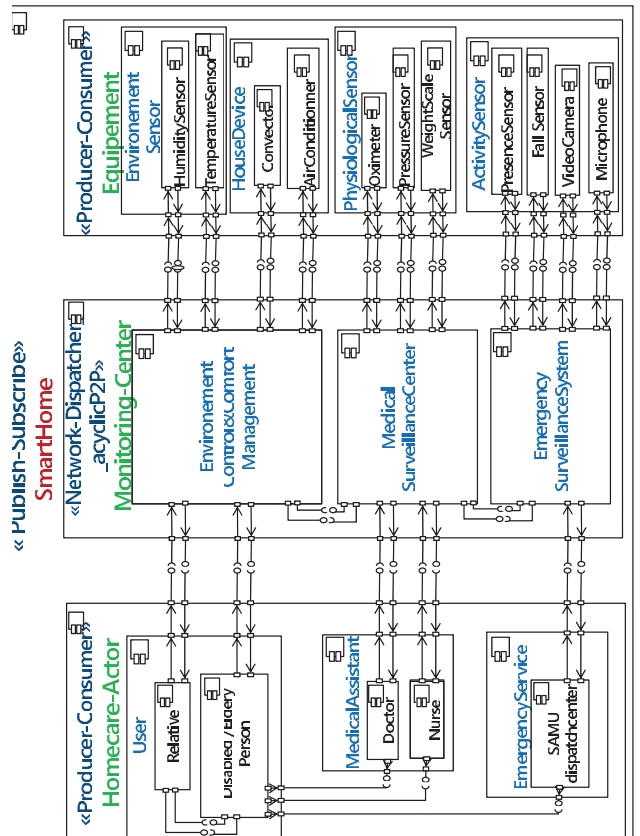 « Publish-Subscribe»
SmartHome
«Producer-Consumer»
Homecare-Actor
User
Relative
Disabled /Eldery
Person
MedicalAssistant
Doctor
Nurse
EmergencyService
SAMU
dispatchcenter
«Network-Dispatcher
_acyclicP2P»
Monitoring-Center
Environement
Control&Comfort
Management
Medical
SurveillanceCenter
Emergency
SurveillanceSystem
«Producer-Consumer»
Equipement
Environement
Sensor
HumiditySensor
TemperatureSensor
HouseDevice
Convector
AirConditionner
PhysiologicalSensor
Oximeter
PressureSensor
WeightScale
Sensor
ActivitySensor
PresenceSensor
Fall Sensor
VideoCamera
Microphone